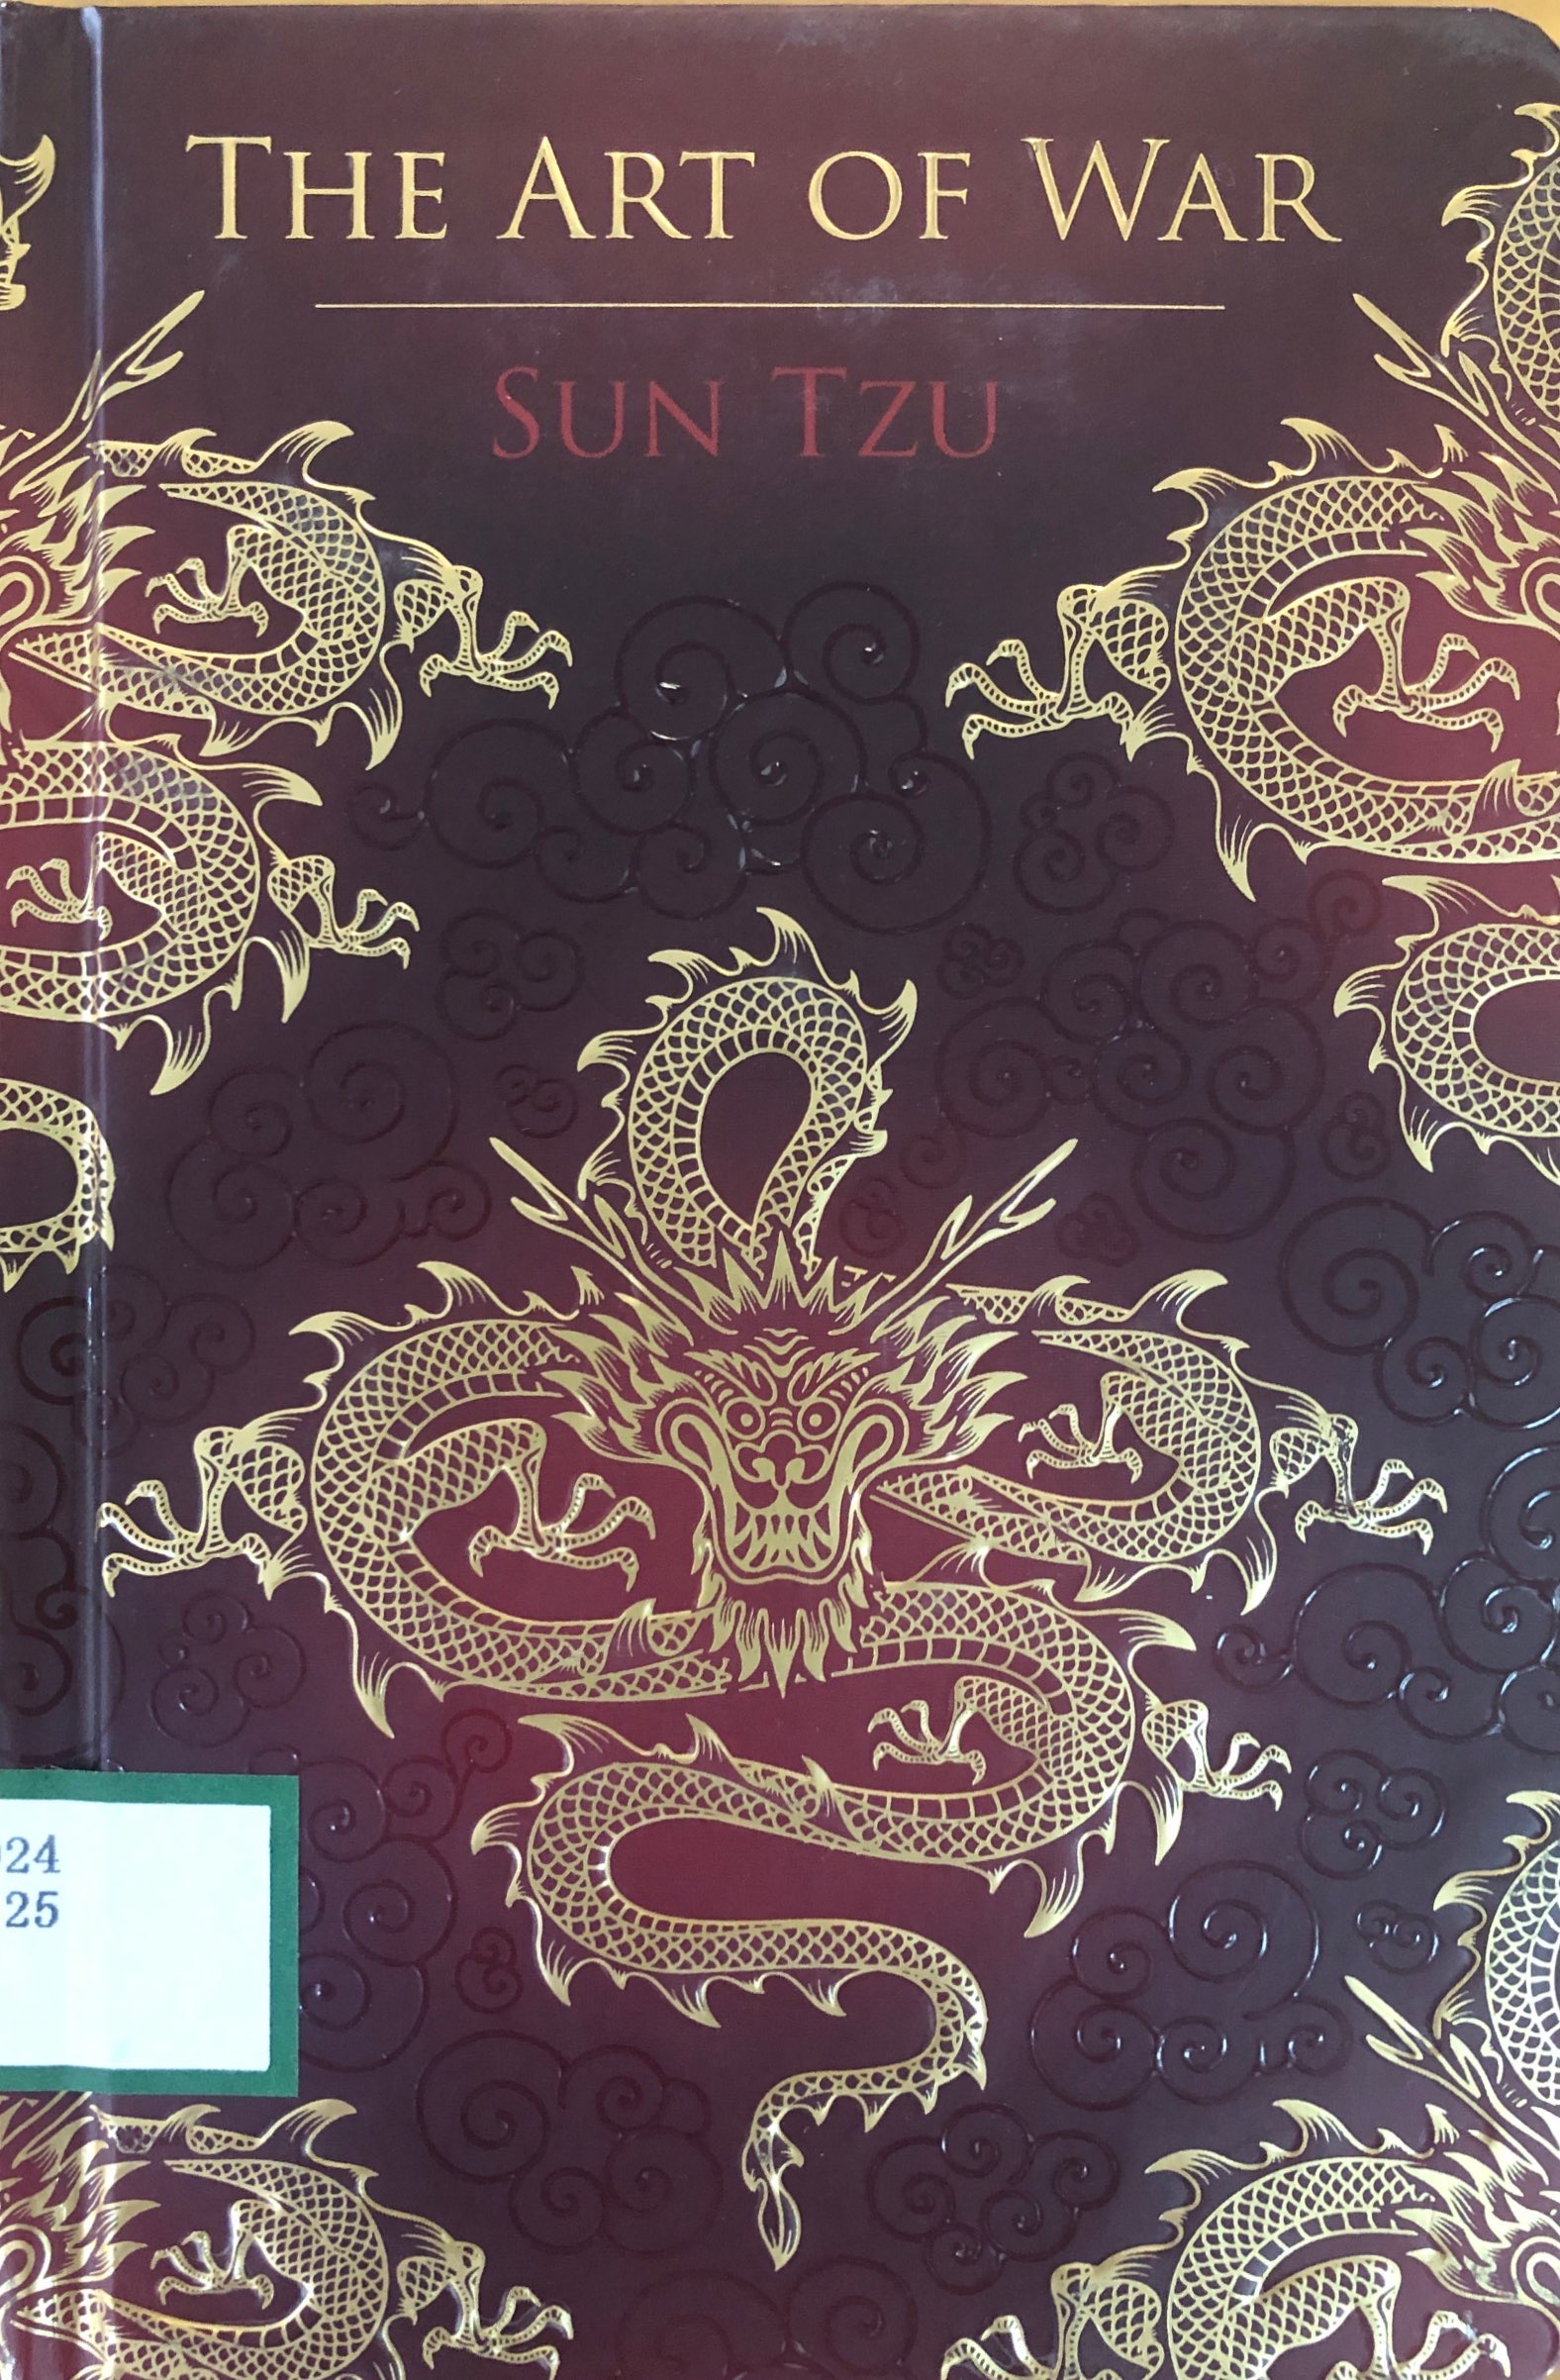 THE ART OF WAR
SUN TZU
24
25